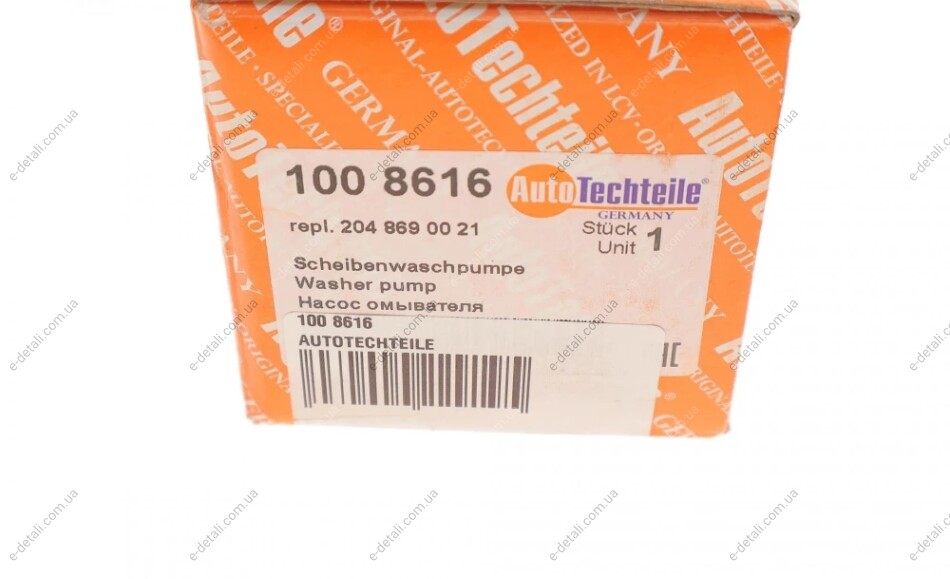 100 8616
AutoTechteile®
GERMANY
repl. 204 869 00 21
Stück
Unit 1
Scheibenwaschpumpe
Washer pump
Насос омывателя
100 8616
AUTOTECHTEILE
e-detali.com.ua